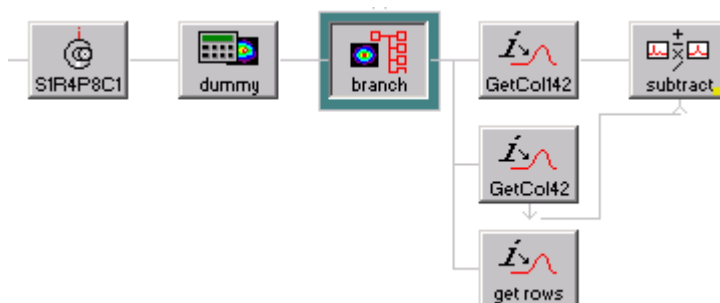 S1R4P8C1
dummy
branch
GetCol142
subtract
GetCol42
get rows